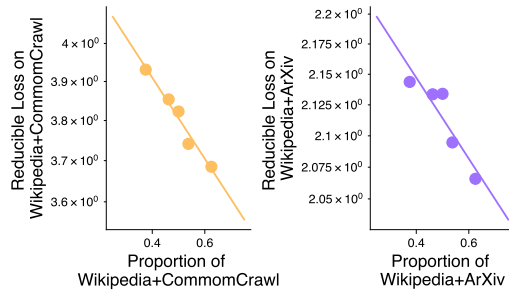 Reducible Loss on
Wikipedia+CommomCrawl
4 × 10⁰
3.9 × 10⁰
3.8 × 10⁰
3.7 × 10⁰
3.6 × 10⁰
0.4
0.6
Proportion of
Wikipedia+CommomCrawl
Reducible Loss on
Wikipedia+ArXiv
2.2 × 10⁰
2.175 × 10⁰
2.15 × 10⁰
2.125 × 10⁰
2.1 × 10⁰
2.075 × 10⁰
2.05 × 10⁰
0.4
0.6
Proportion of
Wikipedia+ArXiv